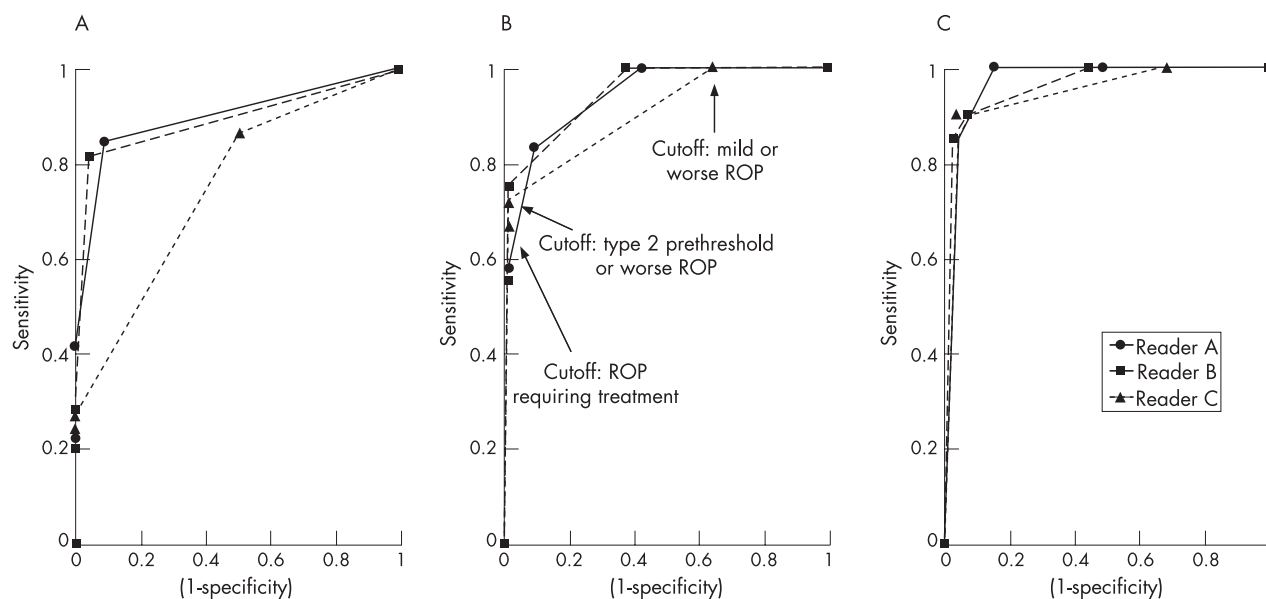 A
1
0.8
0.6
0.4
0.2
0
Sensitivity
0
0.2
0.4
0.6
0.8
1
(1-specificity)
B
1
0.8
0.6
0.4
0.2
0
Sensitivity
Cutoff: mild or
worse ROP
Cutoff: type 2 prethreshold
or worse ROP
Cutoff: ROP
requiring treatment
0
0.2
0.4
0.6
0.8
1
(1-specificity)
C
1
0.8
0.6
0.4
0.2
0
Sensitivity
Reader A
Reader B
Reader C
0
0.2
0.4
0.6
0.8
1
(1-specificity)